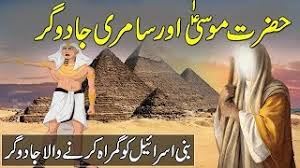 حضرت موسیٰؑ اور سامری جادوگر
بنی اسرائیل کو گمراہ کرنے والا جادوگر